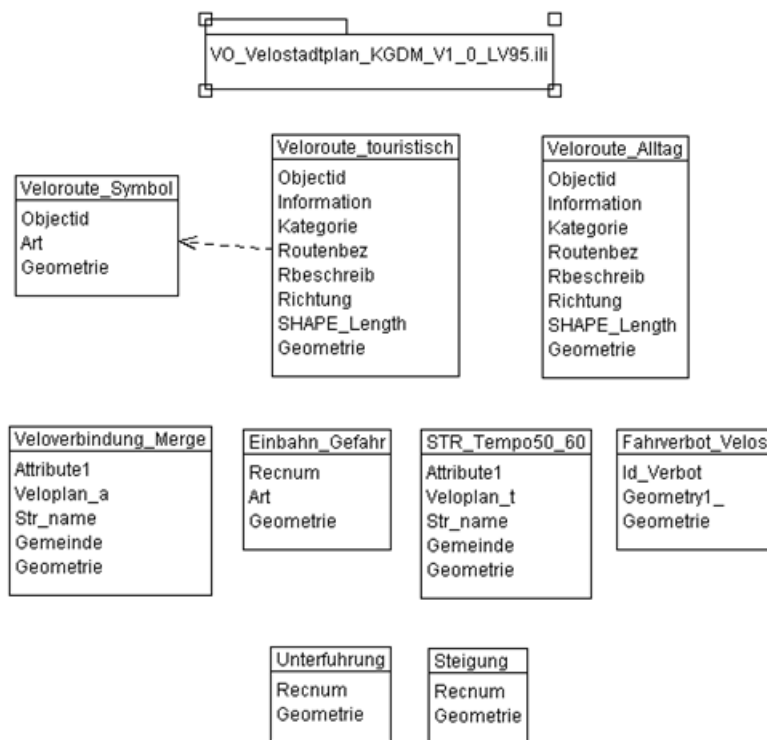 VO_Velostadtplan_KGDM_V1_0_LV95.ili
Veloroute_Symbol
Objectid
Art
Geometrie
Veloroute_touristisch
Objectid
Information
Kategorie
Routenbez
Rbeschreib
Richtung
SHAPE_Length
Geometrie
Veloroute_Alltag
Objectid
Information
Kategorie
Routenbez
Rbeschreib
Richtung
SHAPE_Length
Geometrie
Veloverbindung_Merge
Attribute1
Veloplan_a
Str_name
Gemeinde
Geometrie
Einbahn_Gefahr
Recnum
Art
Geometrie
STR_Tempo50_60
Attribute1
Veloplan_t
Str_name
Gemeinde
Geometrie
Fahrverbot_Velos
Id_Verbot
Geometry1_
Geometrie
Unterfuhrung
Recnum
Geometrie
Steigung
Recnum
Geometrie